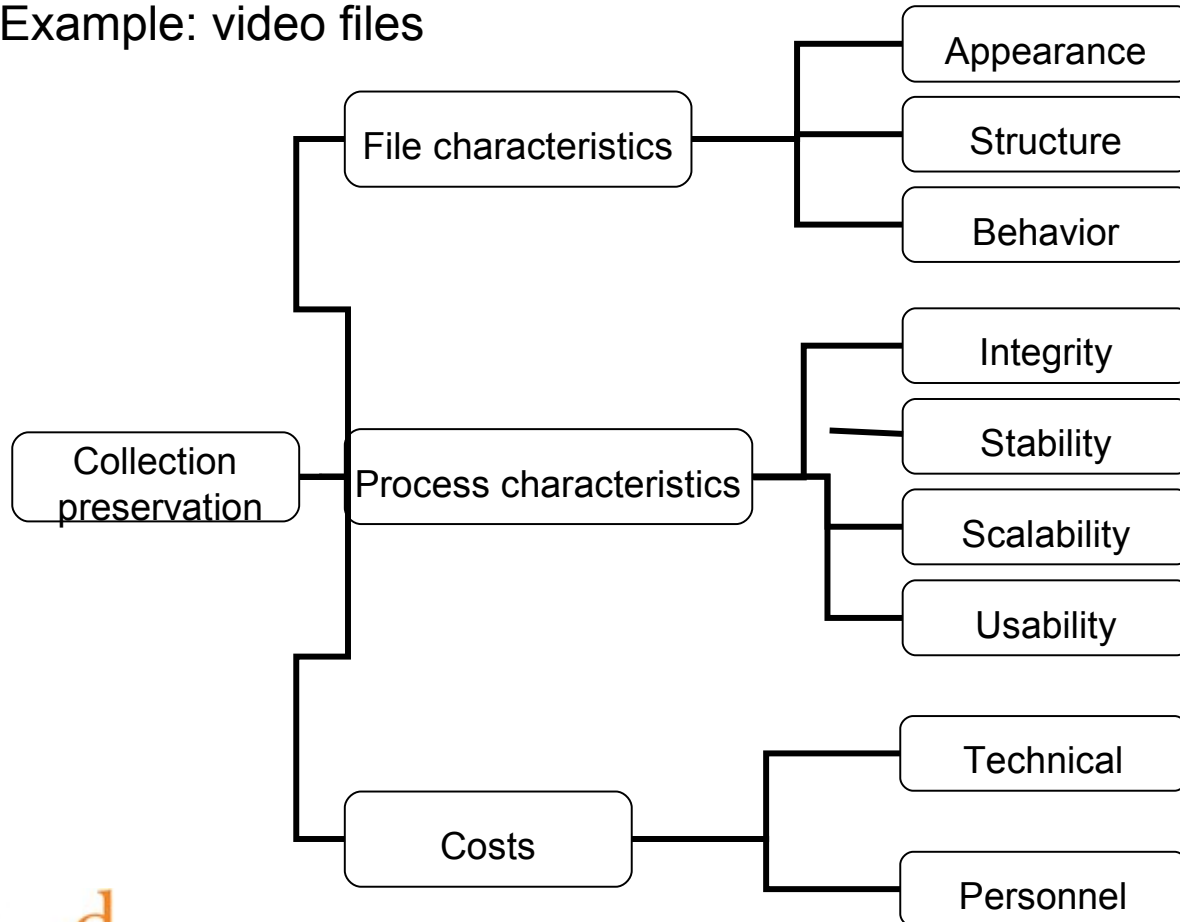 Example: video files
Appearance
File characteristics
Structure
Behavior
Integrity
Stability
Collection
preservation
Process characteristics
Scalability
Usability
Technical
Costs
Personnel
d